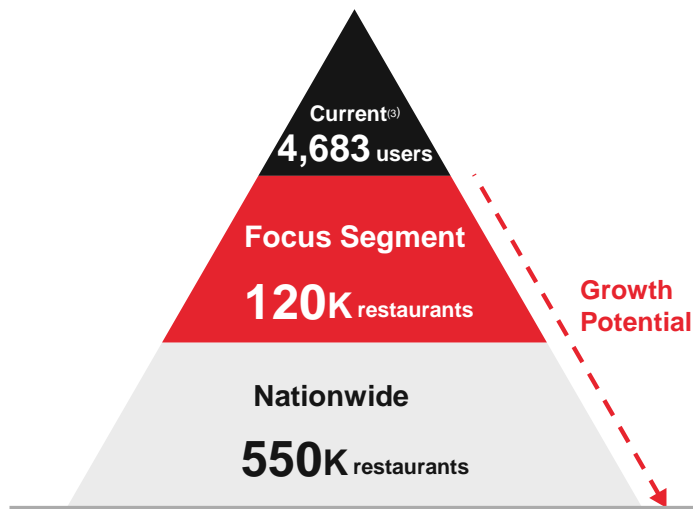 Current(3)
4,683 users
Focus Segment
120K restaurants
Growth
Potential
Nationwide
550K restaurants